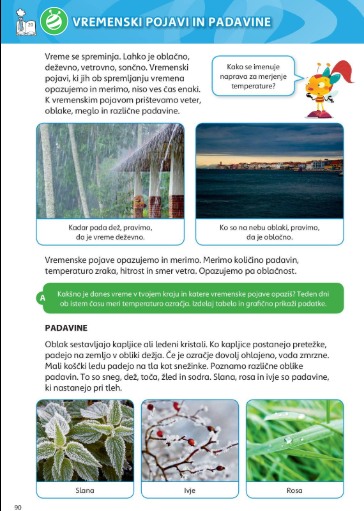 VREMENSKI POJAVI IN PADAVINE
Vreme se spreminja. Lahko je oblačno,
deževno, vetrovno, sončno. Vremenski
pojavi, ki jih ob spremljanju vremena
opazujemo in merimo, niso ves čas enaki.
K vremenskim pojavom prištevamo veter,
oblake, meglo in različne padavine.
Kako se imenuje
naprava za merjenje
temperature?
Kadar pada dež, pravimo,
da je vreme deževno.
Ko so na nebu oblaki, pravimo,
da je oblačno.
Vremenske pojave opazujemo in merimo. Merimo količino padavin,
temperaturo zraka, hitrost in smer vetra. Opazujemo pa oblačnost.
A
Kakšno je danes vreme v tvojem kraju in katere vremenske pojave opaziš? Teden dni
ob istem času meri temperaturo ozračja. Izdelaj tabelo in grafično prikaži podatke.
PADAVINE
Oblak sestavljajo kapljice ali ledeni kristali. Ko kapljice postanejo pretežke,
padejo na zemljo v obliki dežja. Če je ozračje dovolj ohlajeno, voda zmrzne.
Mali koščki ledu padejo na tla kot snežinke. Poznamo različne oblike
padavin. To so sneg, dež, toča, žled in sodra. Slana, rosa in ivje so padavine,
ki nastanejo pri tleh.
Slana
Ivje
Rosa
90